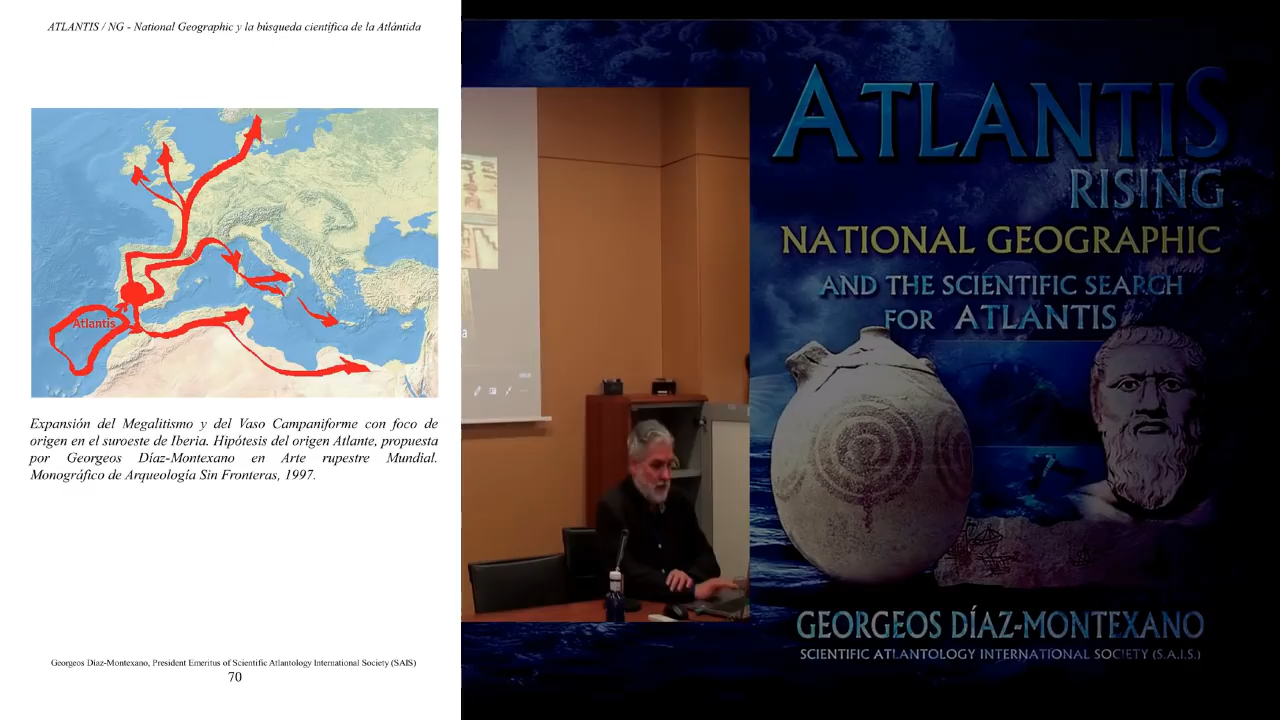 ATLANTIS / NG - National Geographic y la búsqueda científica de la Atlántida
Atlantis
Expansión del Megalitismo y del Vaso Campaniforme con foco de
origen en el suroeste de Iberia. Hipótesis del origen Atlante, propuesta
por Georgeos Díaz-Montexano en Arte rupestre Mundial.
Monográfico de Arqueología Sin Fronteras, 1997.
Georgeos Díaz-Montexano, President Emeritus of Scientific Atlantology International Society (SAIS)
70
a
ATLANTIS
RISING
NATIONAL GEOGRAPHIC
AND THE SCIENTIFIC SEARCH
FOR ATLANTIS
GEORGEOS DÍAZ-MONTEXANO
SCIENTIFIC ATLANTOLOGY INTERNATIONAL SOCIETY (S.A.I.S.)